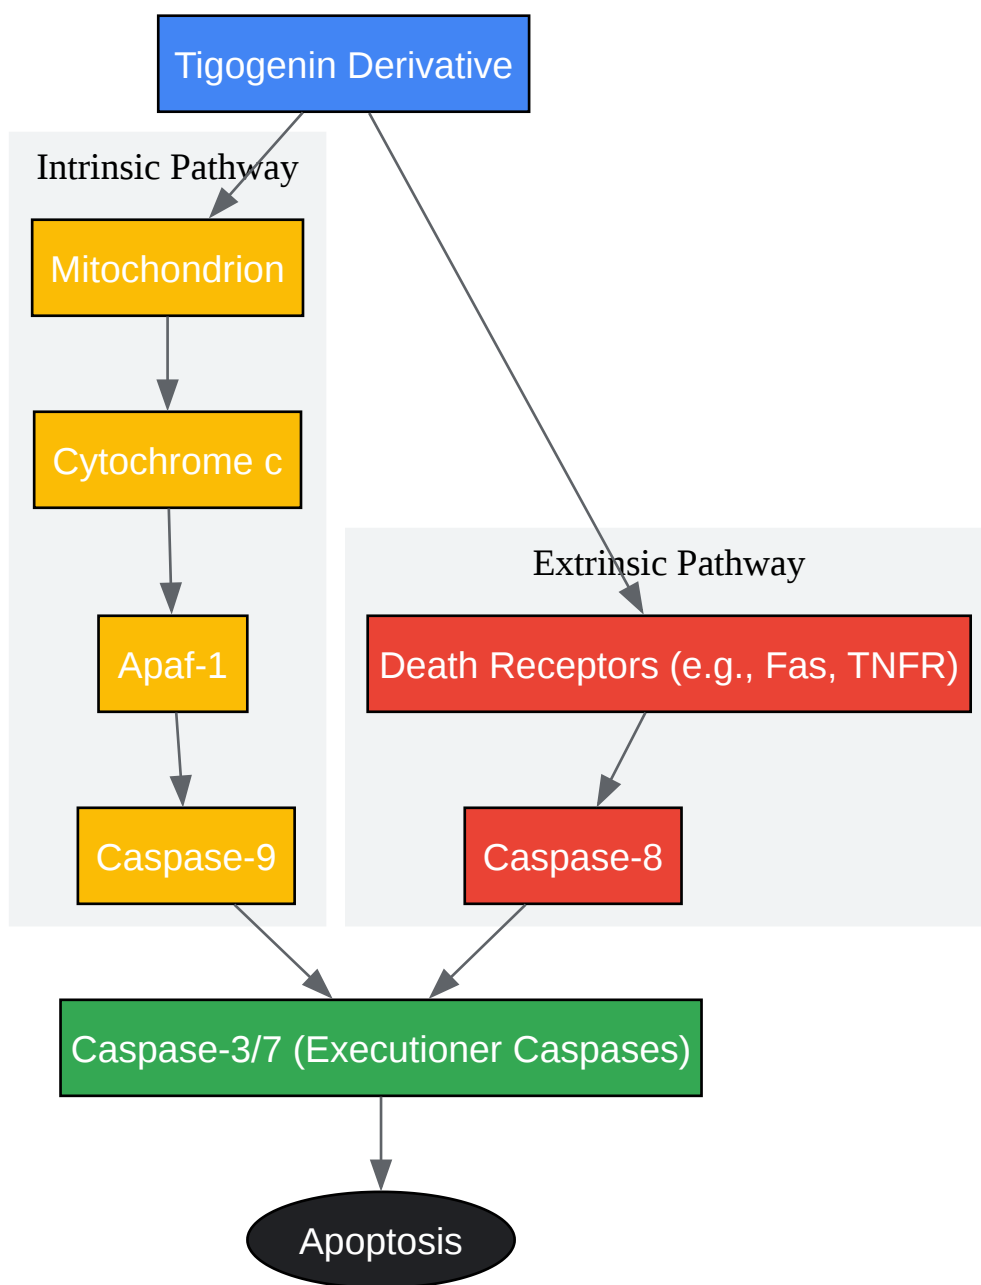 Tigogenin Derivative
Intrinsic Pathway
Mitochondrion
Cytochrome c
Apaf-1
Caspase-9
Extrinsic Pathway
Death Receptors (e.g., Fas, TNFR)
Caspase-8
Caspase-3/7 (Executioner Caspases)
Apoptosis